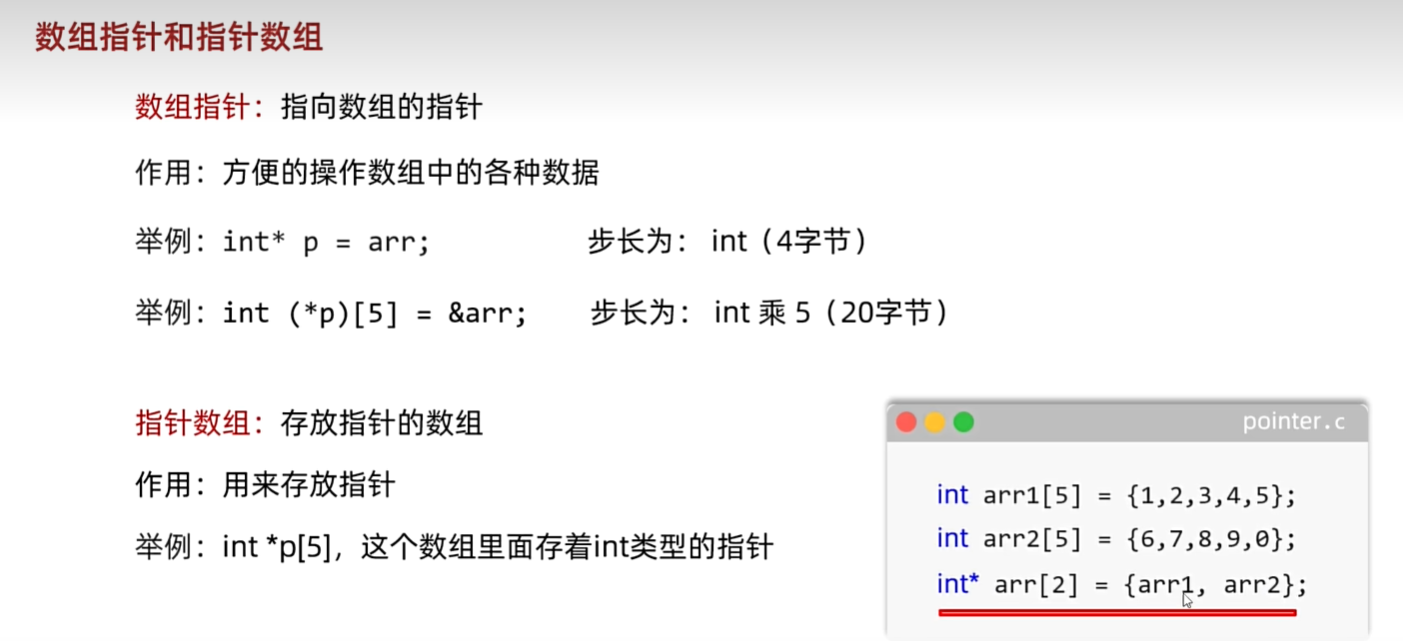 数组指针和指针数组
数组指针：指向数组的指针
作用：方便的操作数组中的各种数据
举例：int* p = arr; 步长为： int（4字节）
举例：int (*p)[5] = &arr; 步长为： int 乘 5（20字节）
指针数组：存放指针的数组
作用：用来存放指针
举例：int *p[5]，这个数组里面存着int类型的指针
pointer.c
int arr1[5] = {1,2,3,4,5};
int arr2[5] = {6,7,8,9,0};
int* arr[2] = {arr1, arr2};